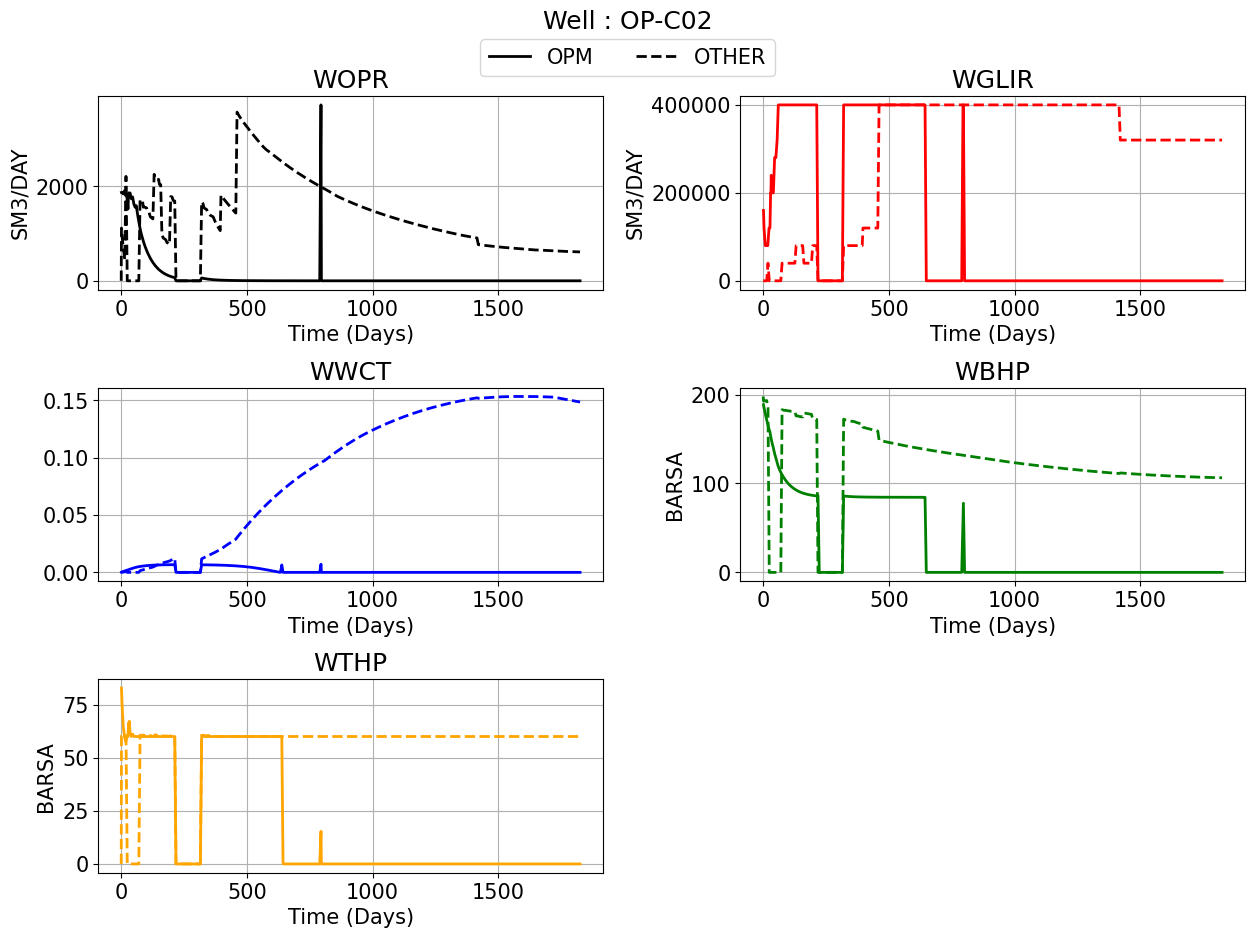 Well : OP-C02
OPM
OTHER
WOPR
SM3/DAY
2000
0
0
500
1000
1500
Time (Days)
WGLIR
SM3/DAY
400000
200000
0
0
500
1000
1500
Time (Days)
WWCT
0.15
0.10
0.05
0.00
0
500
1000
1500
Time (Days)
WBHP
BARSA
200
100
0
0
500
1000
1500
Time (Days)
WTHP
BARSA
75
50
25
0
0
500
1000
1500
Time (Days)